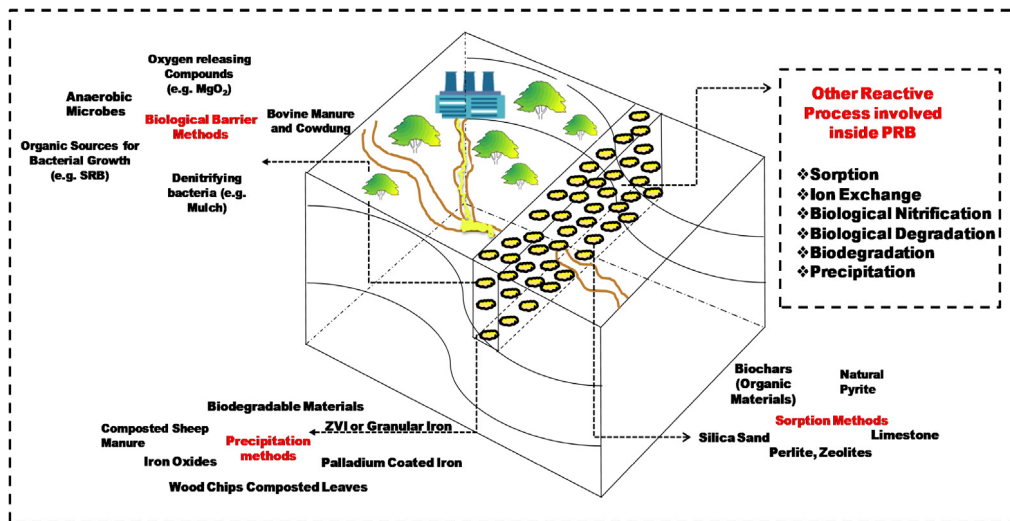 Oxygen releasing
Compounds
(e.g. MgO₂)
Anaerobic
Microbes
Biological Barrier
Methods
Bovine Manure
and Cowdung
Organic Sources for
Bacterial Growth
(e.g. SRB)
Denitrifying
bacteria (e.g.
Mulch)
Other Reactive
Process involved
inside PRB
❖Sorption
❖Ion Exchange
❖Biological Nitrification
❖Biological Degradation
❖Biodegradation
❖Precipitation
Biodegradable Materials
Composted Sheep
Manure
Precipitation
methods
ZVI or Granular Iron
Iron Oxides
Palladium Coated Iron
Wood Chips Composted Leaves
Biochars
(Organic
Materials)
Natural
Pyrite
Sorption Methods
Silica Sand
Limestone
Perlite, Zeolites